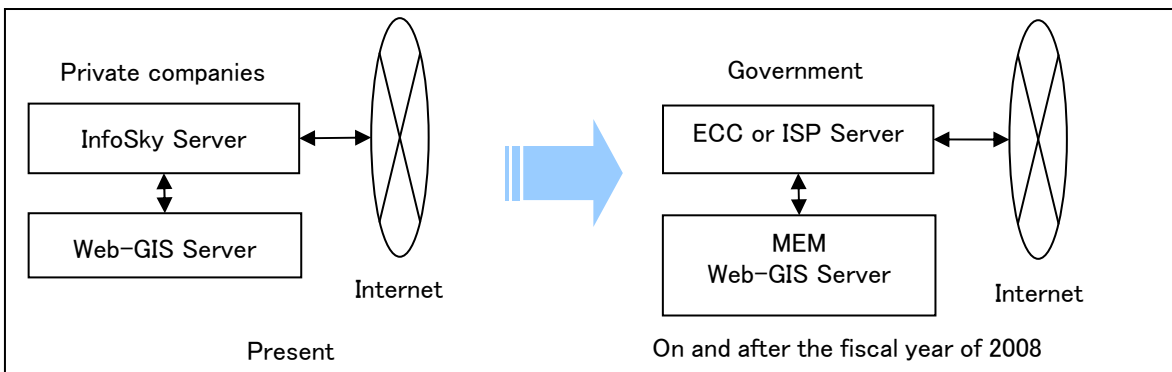 Private companies
InfoSky Server
Web-GIS Server
Internet
Present
Government
ECC or ISP Server
MEM
Web-GIS Server
Internet
On and after the fiscal year of 2008